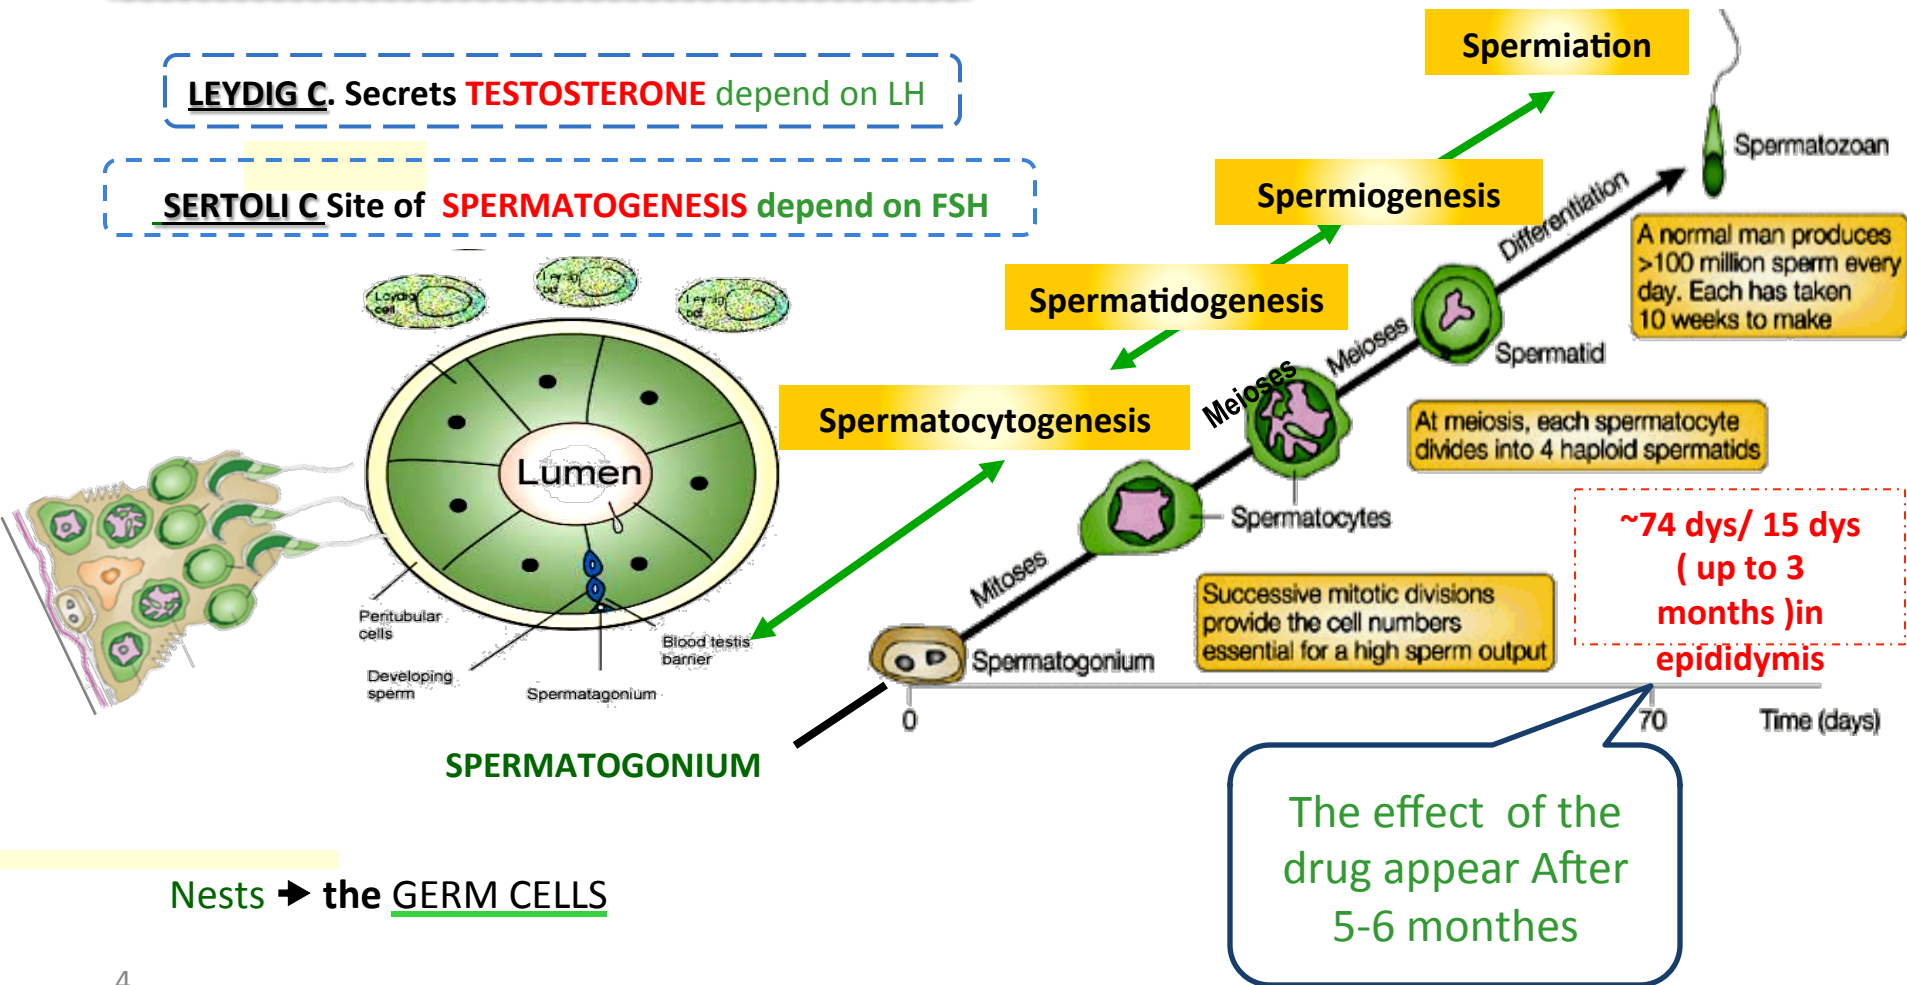 LEYDIG C. Secrets TESTOSTERONE depend on LH
SERTOLI C Site of SPERMATOGENESIS depend on FSH
Leydig
cell
Leydig
Leydig
Lumen
Peritubular
cells
Developing
sperm
Spermatagonium
Blood testis
barrier
SPERMATOGONIUM
Nests ➔ the GERM CELLS
4
Spermiation
Spermiogenesis
Spermatidogenesis
Spermatocytogenesis
Spermatozoan
Differentiation
A normal man produces
>100 million sperm every
day. Each has taken
10 weeks to make
Spermatid
Meioses
Meioses
At meiosis, each spermatocyte
divides into 4 haploid spermatids
Spermatocytes
Mitoses
Successive mitotic divisions
provide the cell numbers
essential for a high sperm output
~74 dys/ 15 dys
( up to 3
months )in
epididymis
Spermatogonium
0
70
Time (days)
The effect of the
drug appear After
5-6 monthes